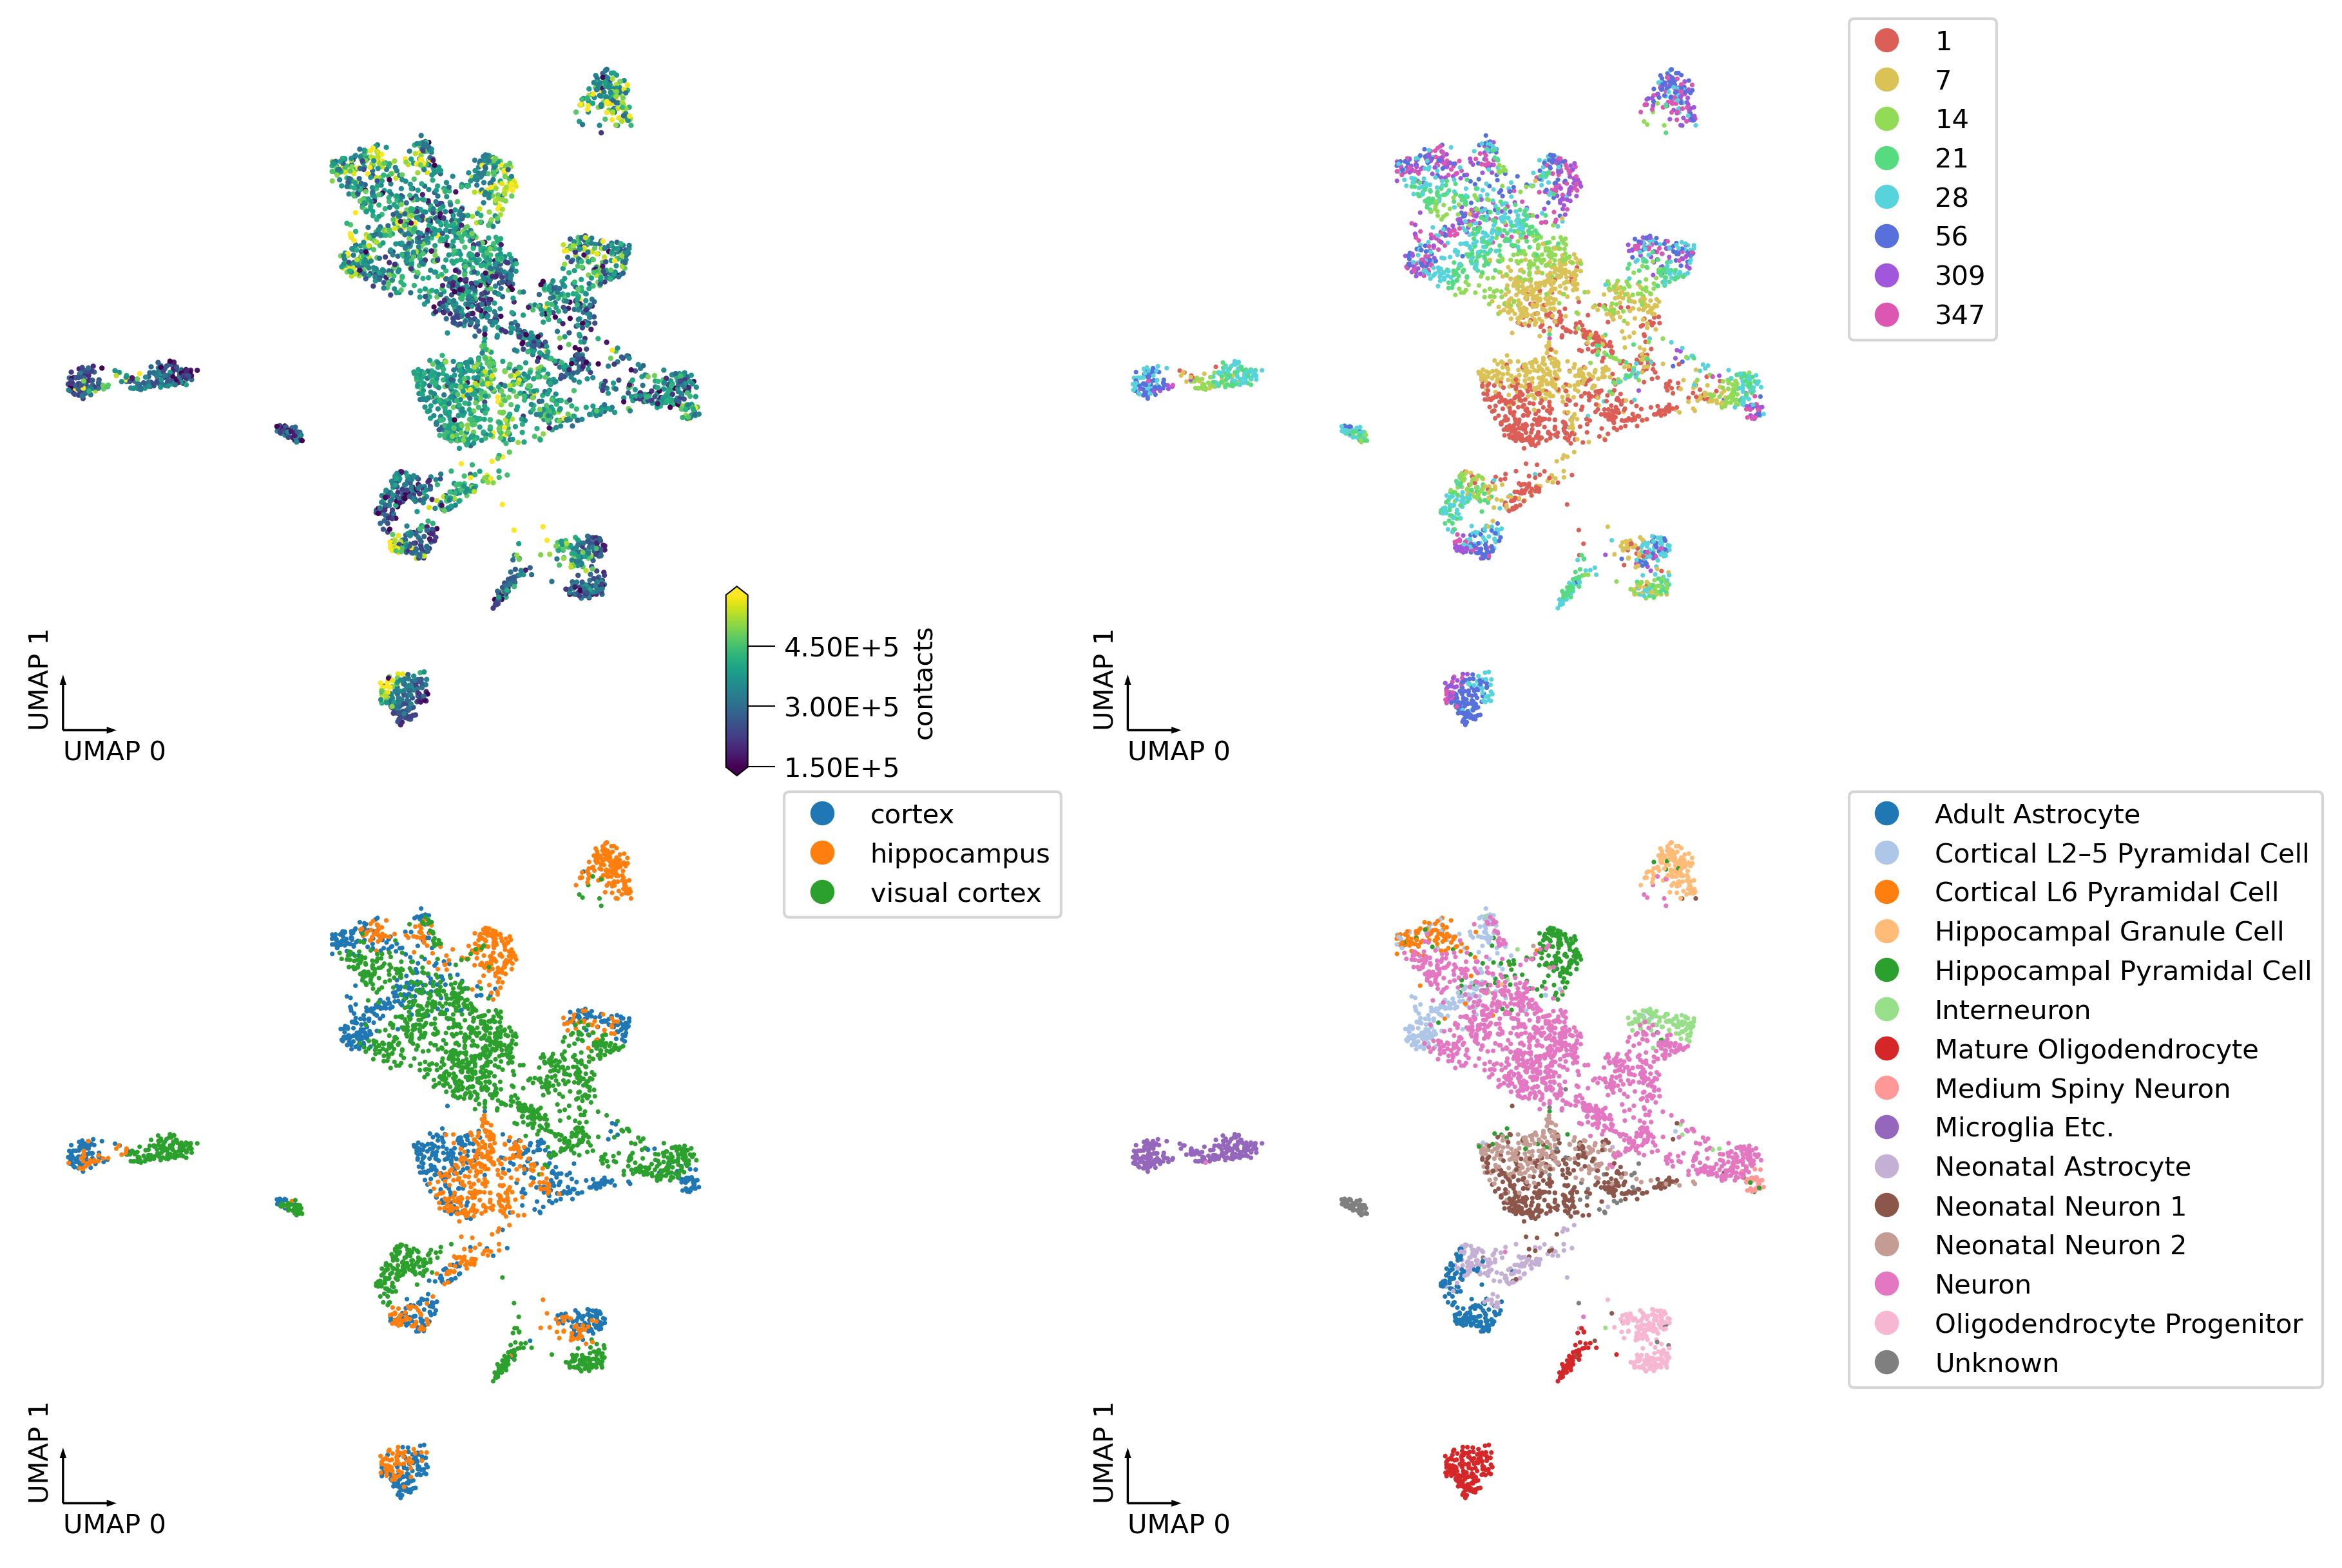 UMAP 1
UMAP 0
4.50E+5
3.00E+5
1.50E+5
contacts
UMAP 1
UMAP 0
1
7
14
21
28
56
309
347
UMAP 1
UMAP 0
cortex
hippocampus
visual cortex
UMAP 1
UMAP 0
Adult Astrocyte
Cortical L2–5 Pyramidal Cell
Cortical L6 Pyramidal Cell
Hippocampal Granule Cell
Hippocampal Pyramidal Cell
Interneuron
Mature Oligodendrocyte
Medium Spiny Neuron
Microglia Etc.
Neonatal Astrocyte
Neonatal Neuron 1
Neonatal Neuron 2
Neuron
Oligodendrocyte Progenitor
Unknown